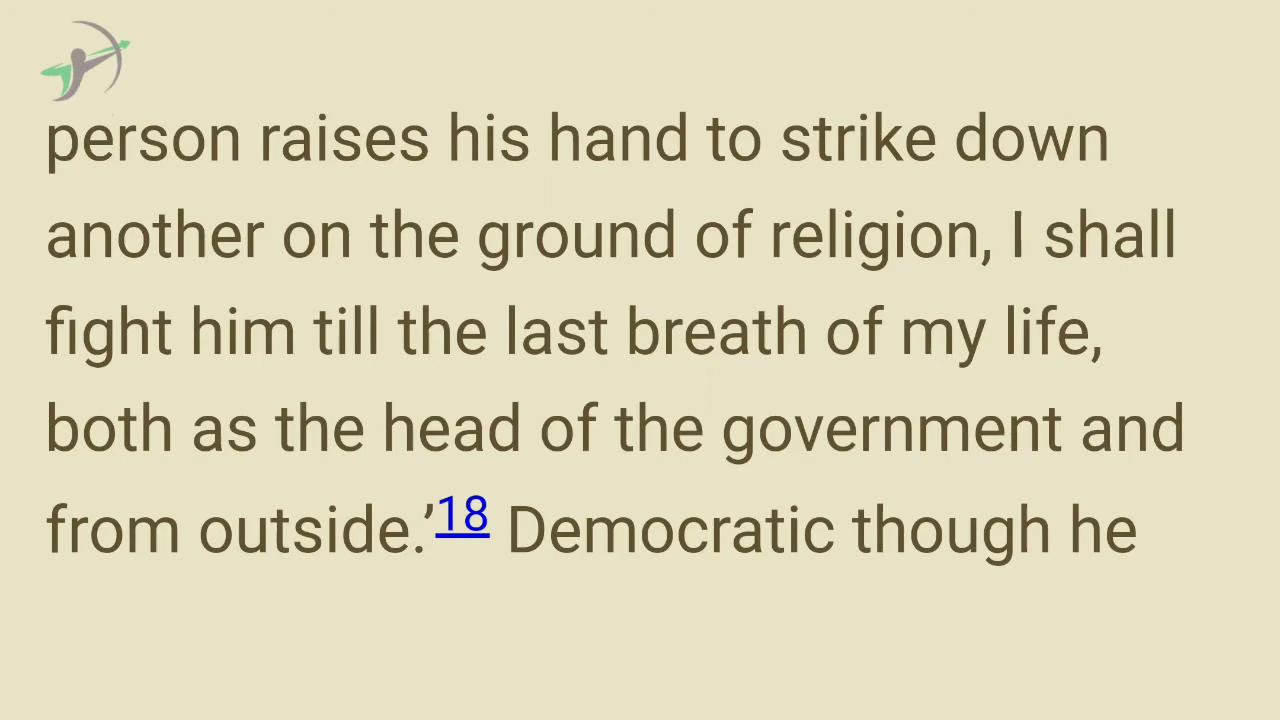 person raises his hand to strike down
another on the ground of religion, I shall
fight him till the last breath of my life,
both as the head of the government and
from outside.’18 Democratic though he